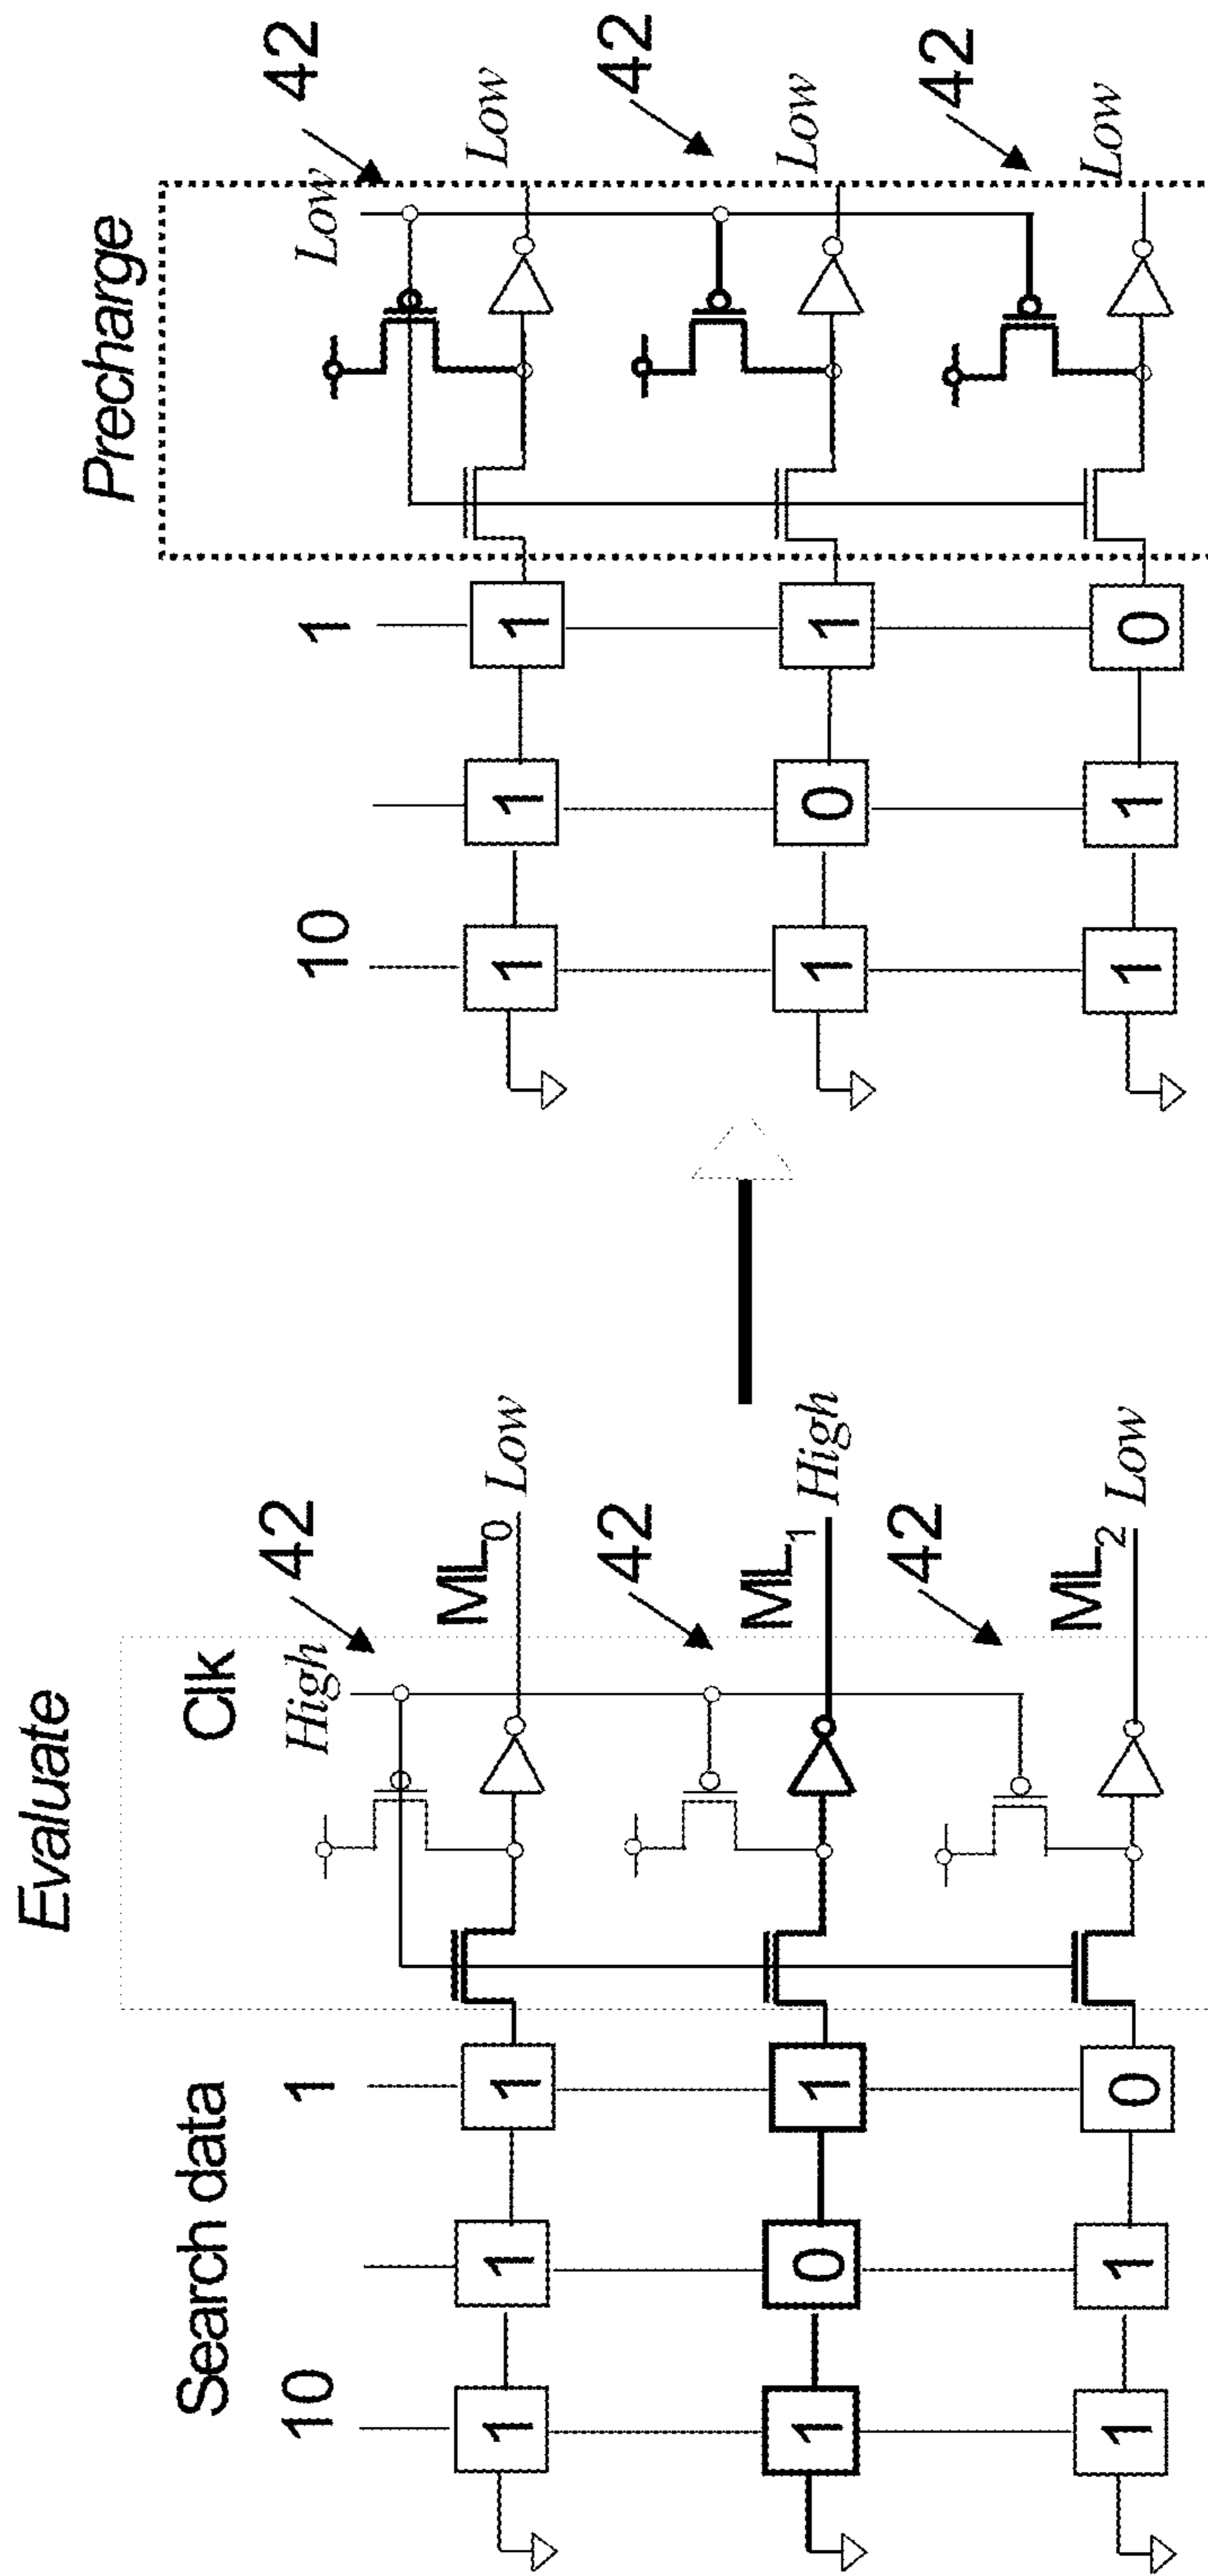 Evaluate
Search data
Clk
10 1
High
42
1 1 1
ML0
Low
42
1 0 1
ML1
High
42
1 1 0
ML2
Low
Precharge
10 1
Low
42
1 1 1
Low
42
1 0 1
Low
42
1 1 0
Low